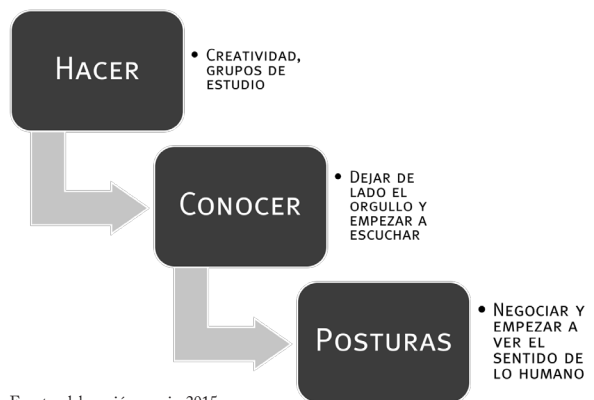 HACER
• CREATIVIDAD,
GRUPOS DE
ESTUDIO
CONOCER
• DEJAR DE
LADO EL
ORGULLO Y
EMPEZAR A
ESCUCHAR
POSTURAS
• NEGOCIAR Y
EMPEZAR A
VER EL
SENTIDO DE
LO HUMANO
2015